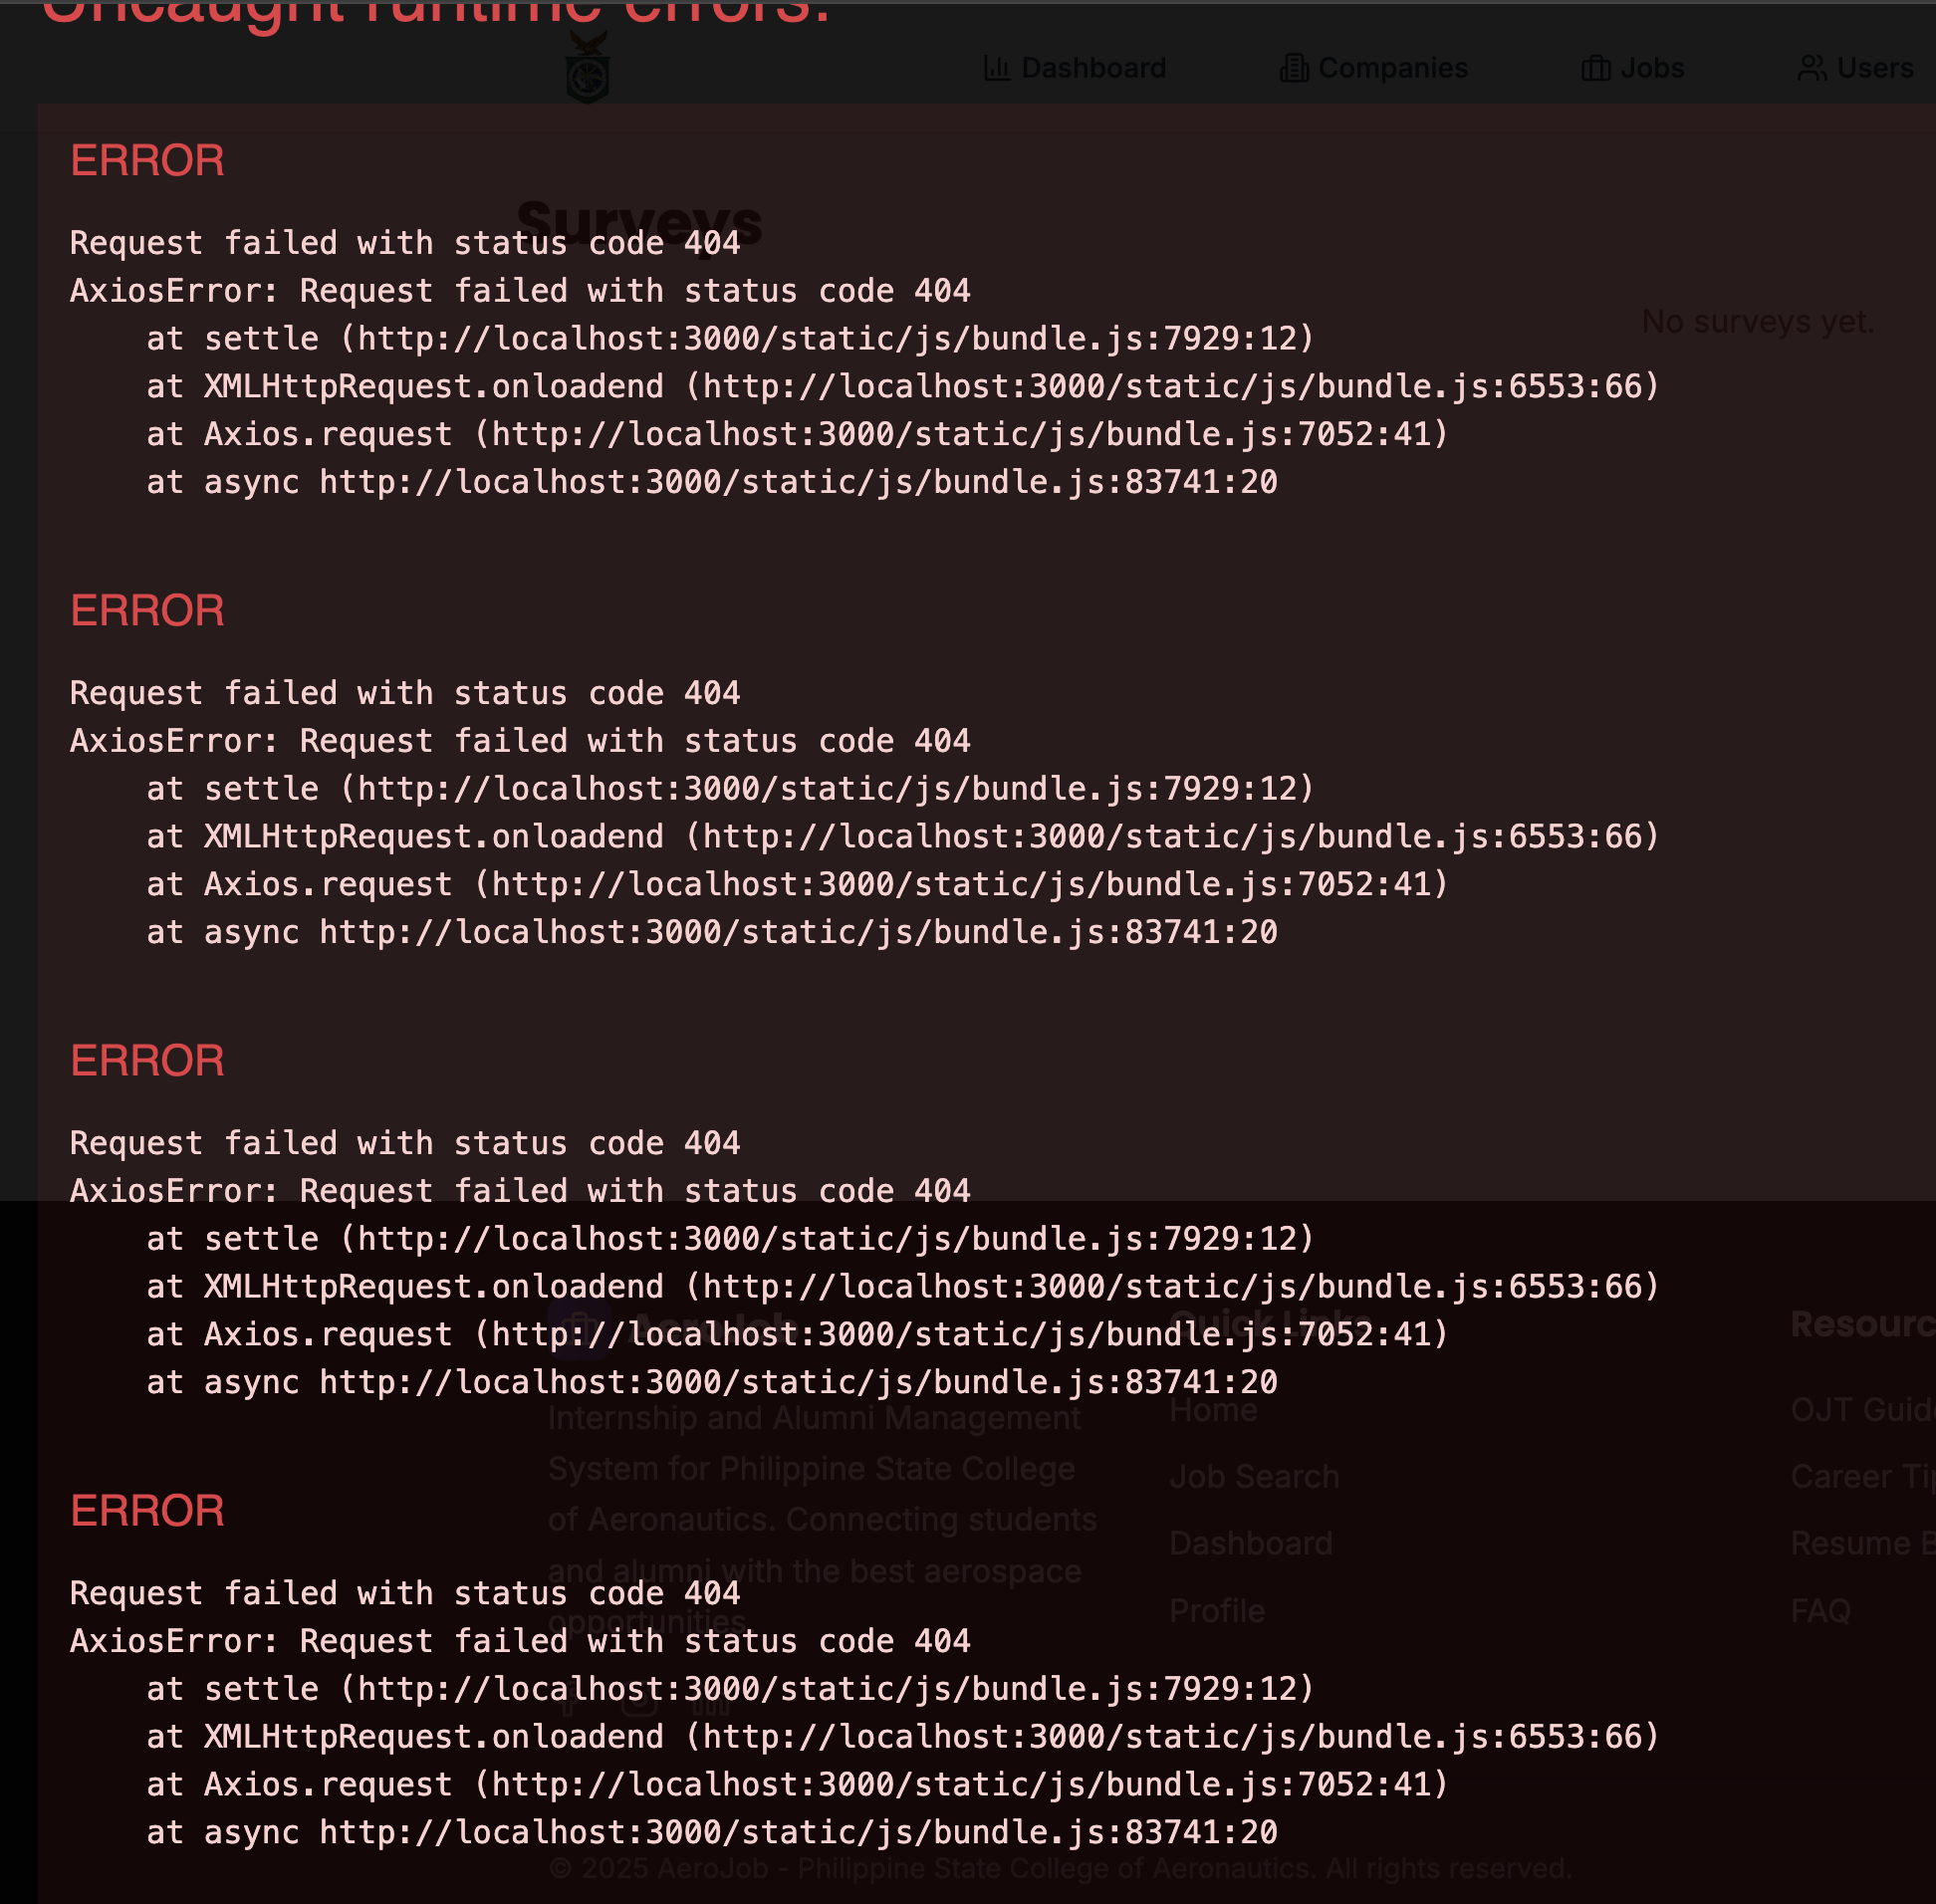 Uncaught runtime errors:
Dashboard
Companies
Jobs
Users
ERROR
Surveys
Request failed with status code 404
AxiosError: Request failed with status code 404
No surveys yet.
    at settle (http://localhost:3000/static/js/bundle.js:7929:12)
    at XMLHttpRequest.onloadend (http://localhost:3000/static/js/bundle.js:6553:66)
    at Axios.request (http://localhost:3000/static/js/bundle.js:7052:41)
    at async http://localhost:3000/static/js/bundle.js:83741:20
ERROR
Request failed with status code 404
AxiosError: Request failed with status code 404
    at settle (http://localhost:3000/static/js/bundle.js:7929:12)
    at XMLHttpRequest.onloadend (http://localhost:3000/static/js/bundle.js:6553:66)
    at Axios.request (http://localhost:3000/static/js/bundle.js:7052:41)
    at async http://localhost:3000/static/js/bundle.js:83741:20
ERROR
Request failed with status code 404
AxiosError: Request failed with status code 404
    at settle (http://localhost:3000/static/js/bundle.js:7929:12)
    at XMLHttpRequest.onloadend (http://localhost:3000/static/js/bundle.js:6553:66)
    at Axios.request (http://localhost:3000/static/js/bundle.js:7052:41)
    at async http://localhost:3000/static/js/bundle.js:83741:20
AeroJob
Internship and Alumni Management
System for Philippine State College
of Aeronautics. Connecting students
and alumni with the best aerospace
opportunities
Quick Links
Home
Job Search
Dashboard
Profile
Resourc
OJT Guid
Career Ti
Resume B
FAQ
ERROR
Request failed with status code 404
AxiosError: Request failed with status code 404
    at settle (http://localhost:3000/static/js/bundle.js:7929:12)
    at XMLHttpRequest.onloadend (http://localhost:3000/static/js/bundle.js:6553:66)
    at Axios.request (http://localhost:3000/static/js/bundle.js:7052:41)
    at async http://localhost:3000/static/js/bundle.js:83741:20
© 2025 AeroJob - Philippine State College of Aeronautics. All rights reserved.